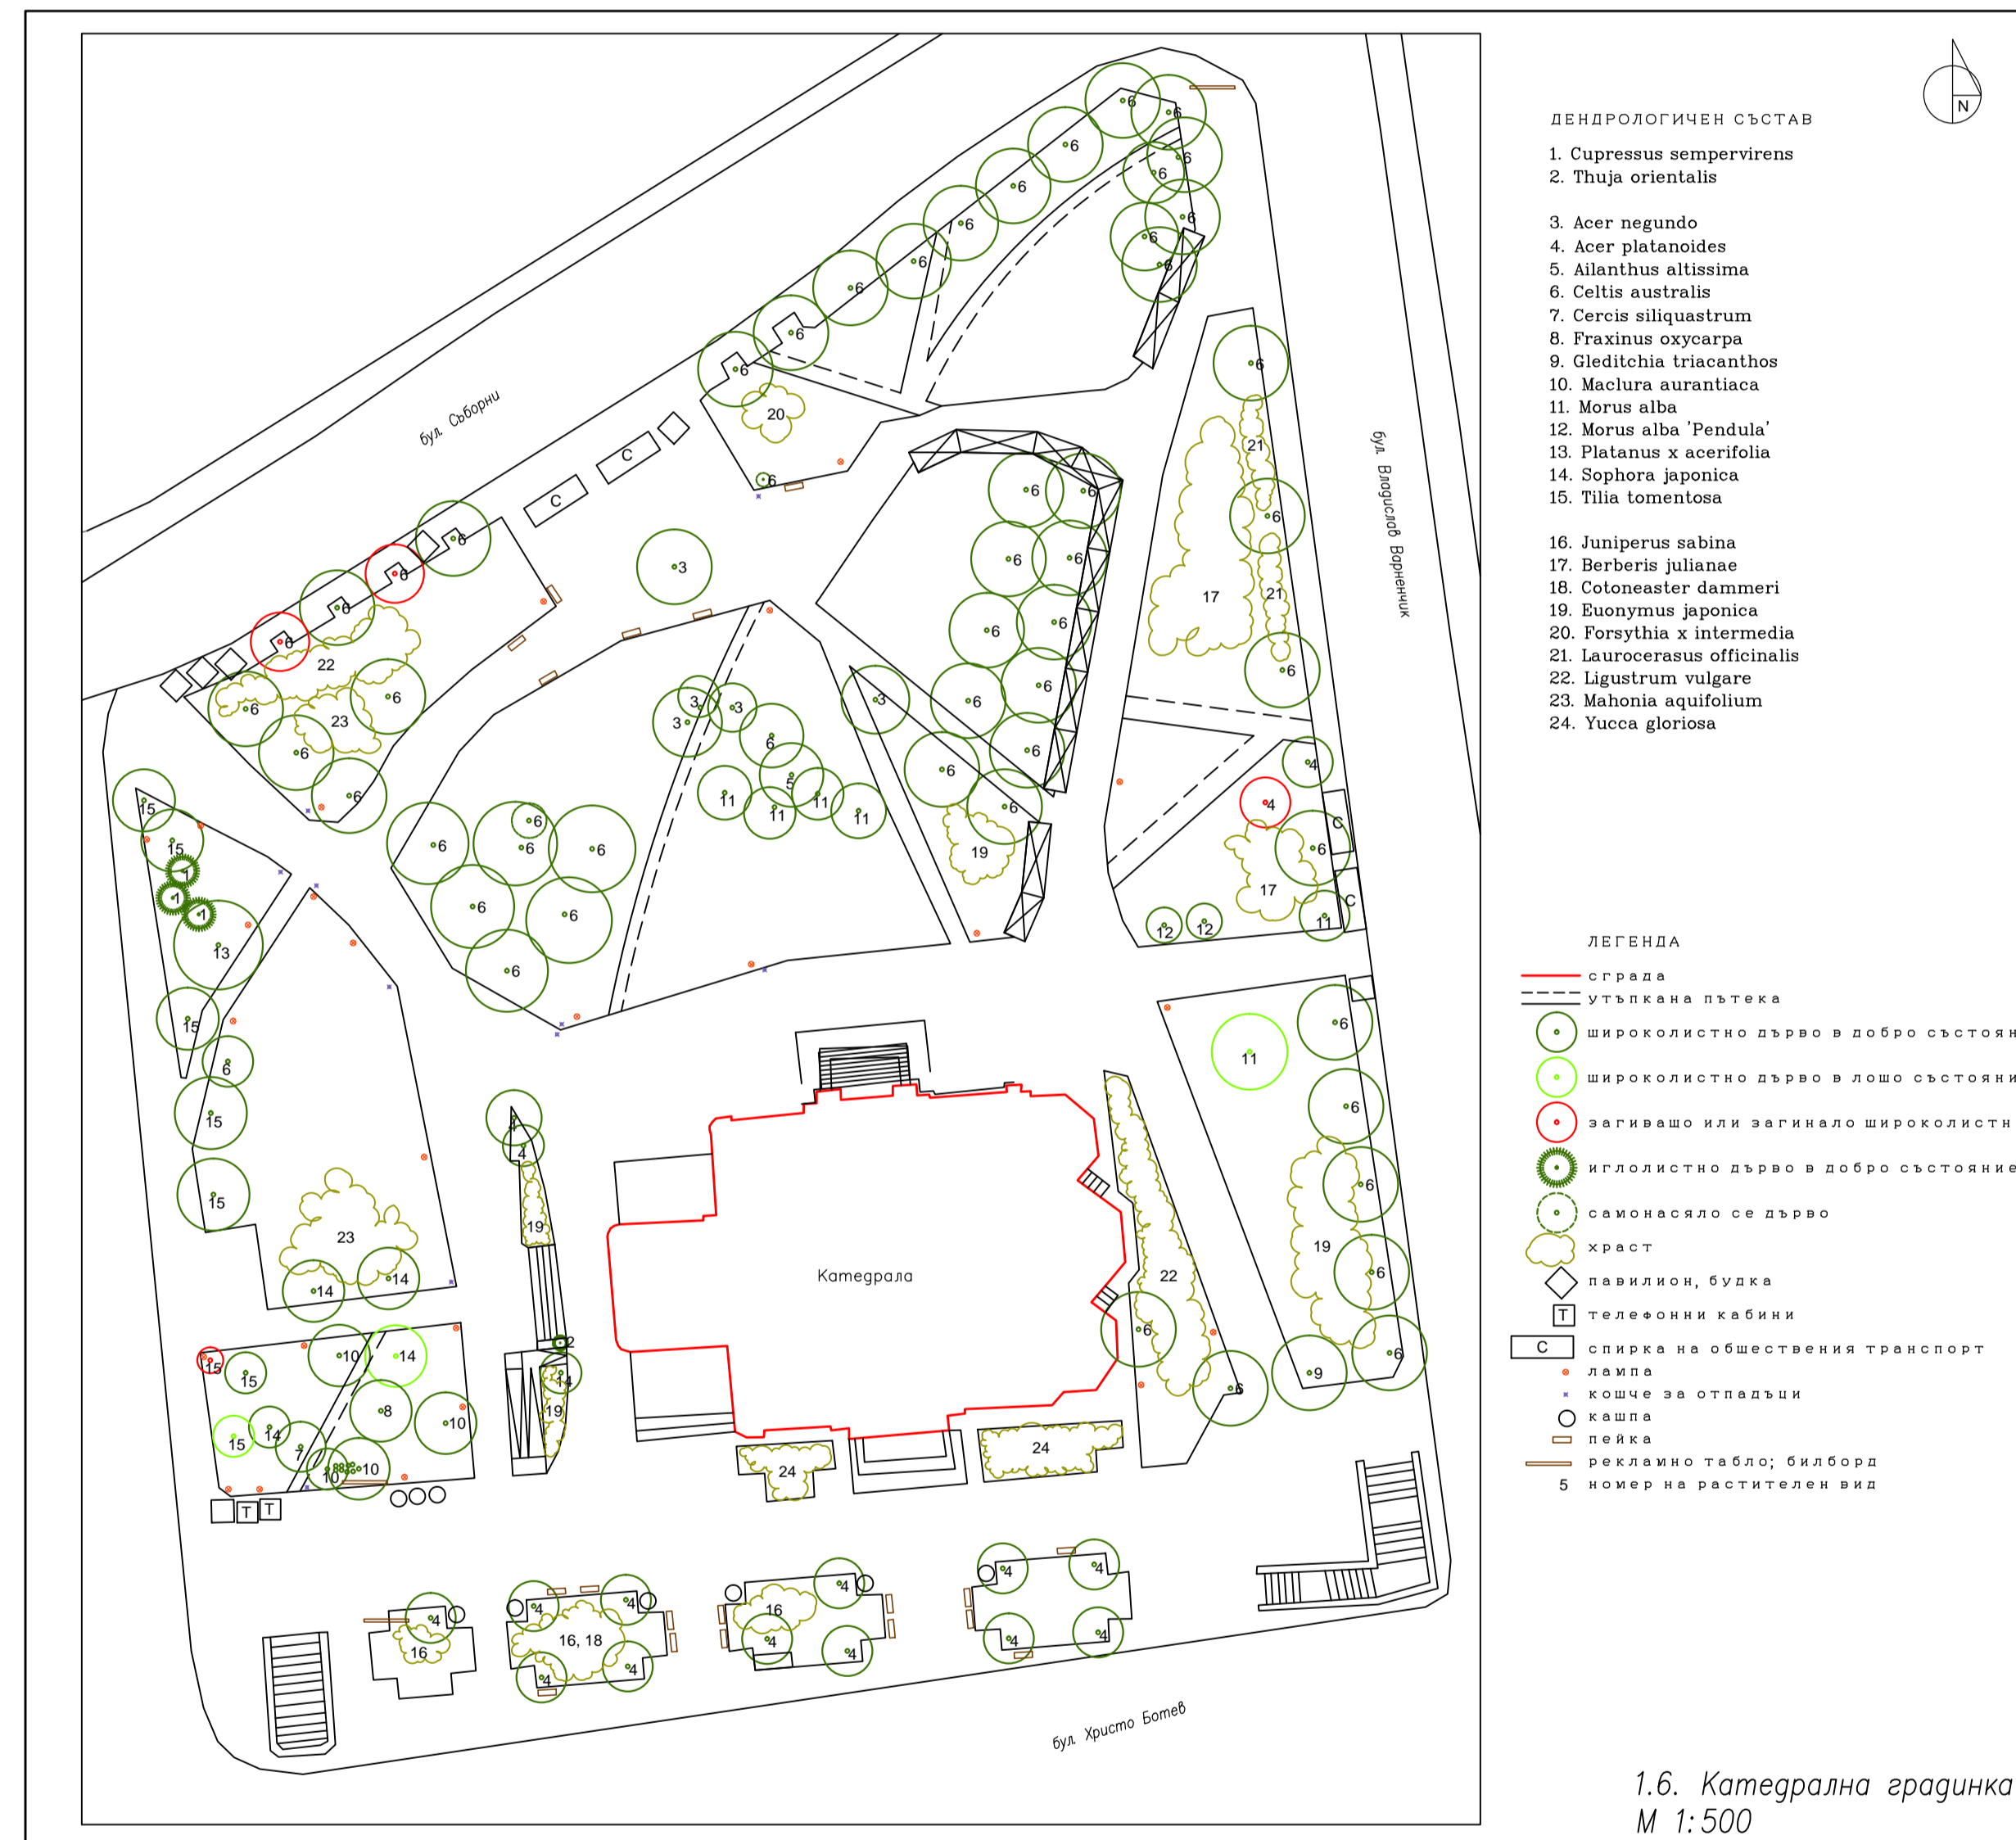 N
ДЕНДРОЛОГИЧЕН СЪСТАВ
1. Cupressus sempervirens
2. Thuja orientalis
3. Acer negundo
4. Acer platanoides
5. Ailanthus altissima
6. Celtis australis
7. Cercis siliquastrum
8. Fraxinus oxycarpa
9. Gleditchia triacanthos
10. Maclura aurantiaca
11. Morus alba
12. Morus alba 'Pendula'
13. Platanus x acerifolia
14. Sophora japonica
15. Tilia tomentosa
16. Juniperus sabina
17. Berberis julianae
18. Cotoneaster dammeri
19. Euonymus japonica
20. Forsythia x intermedia
21. Laurocerasus officinalis
22. Ligustrum vulgare
23. Mahonia aquifolium
24. Yucca gloriosa
бул. Съборни
бул. Владислав Варненчик
Катедрала
бул. Христо Ботев
16, 18
ЛЕГЕНДА
сграда
утъпкана пътека
широколистно дърво в добро състоян
широколистно дърво в лошо състояни
загиващо или загинало широколистн
иглолистно дърво в добро състояние
самонасяло се дърво
храст
павилион, будка
Т телефонни кабини
С спирка на обществения транспорт
лампа
кошче за отпадъци
кашпа
пейка
рекламно табло; билборд
5 номер на растителен вид
1.6. Катедрална градинка
М 1:500